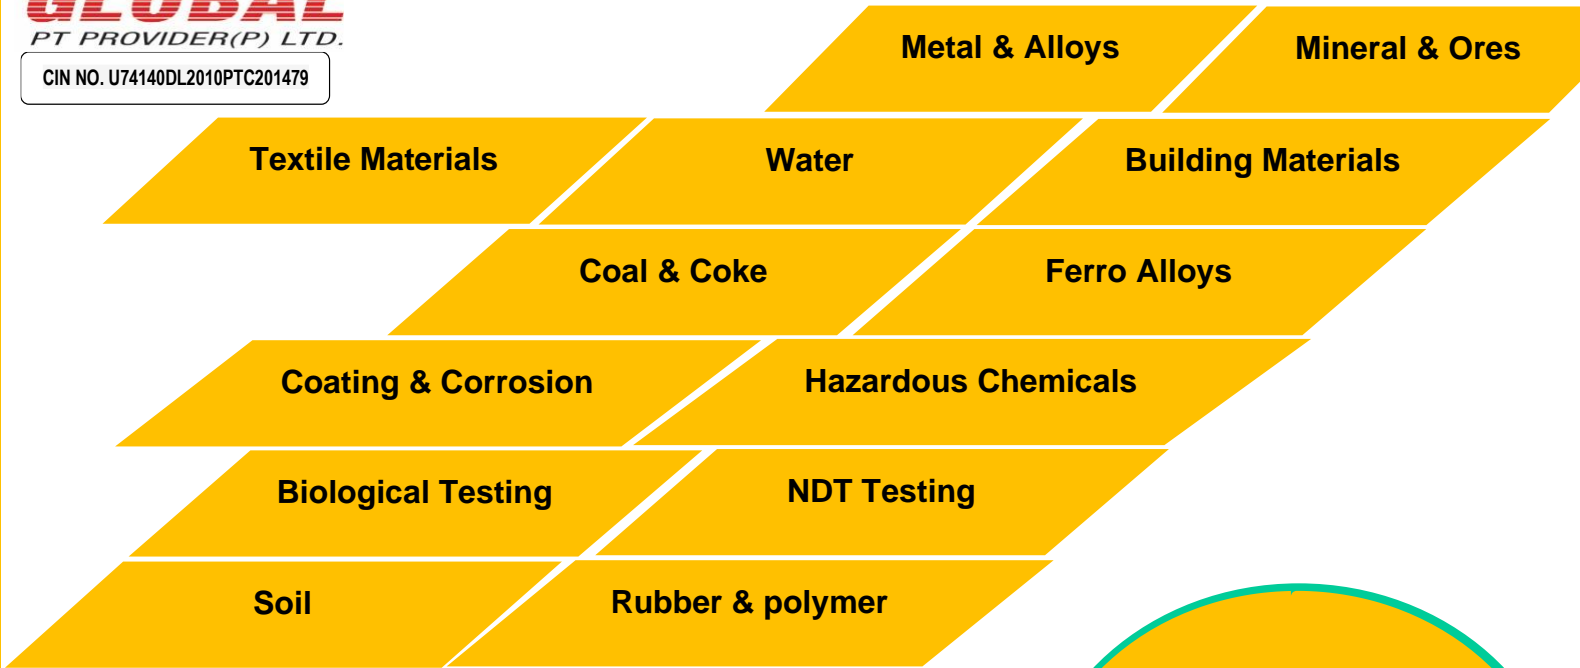 GLOBAL
PT PROVIDER(P) LTD.
CIN NO. U74140DL2010PTC201479
Metal & Alloys
Mineral & Ores
Textile Materials
Water
Building Materials
Coal & Coke
Ferro Alloys
Coating & Corrosion
Hazardous Chemicals
Biological Testing
NDT Testing
Soil
Rubber & polymer